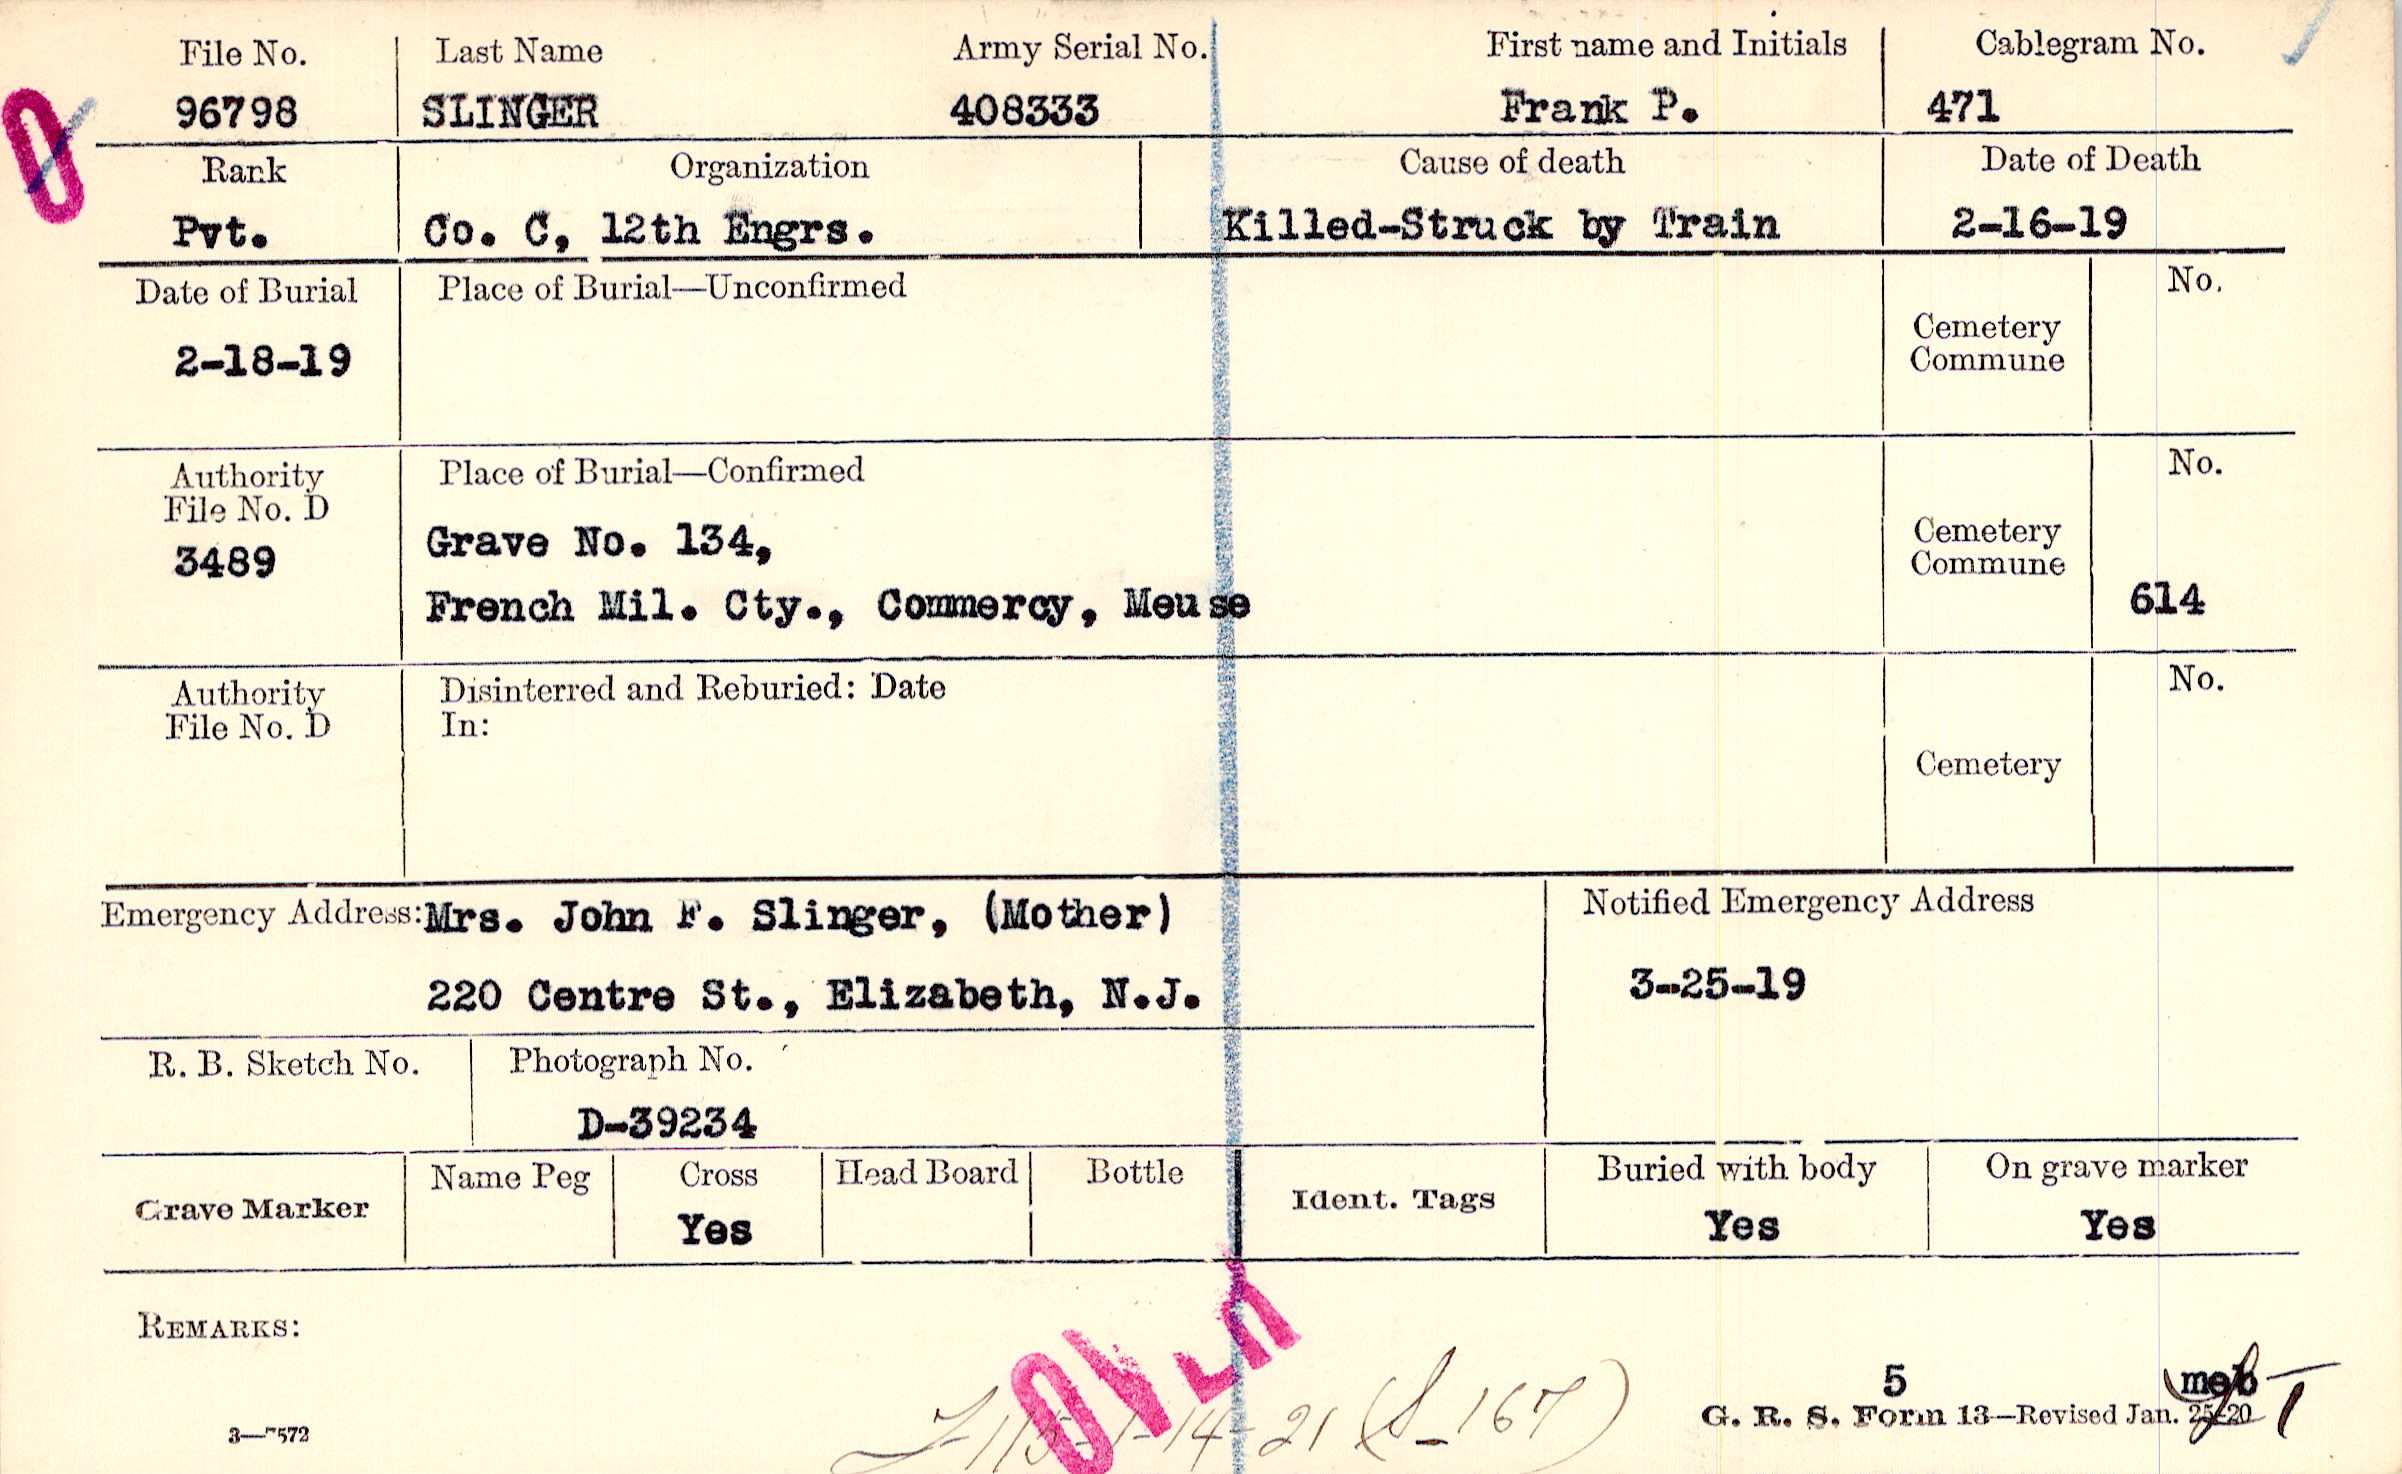 File No. Last Name Army Serial No. First name and Initials Cablegram No.
96798 SLINGER 408333 Frank P. 471
Rank Organization Cause of death Date of Death
Pvt. Co. C, 12th Engrs. Killed-Struck by Train 2-16-19
Date of Burial Place of Burial—Unconfirmed No.
2-18-19 Cemetery
Commune
Authority Place of Burial—Confirmed No.
File No. D
3489 Grave No. 134, Cemetery
Commune
French Mil. Cty., Commercy, Meuse 614
Authority Disinterred and Reburied: Date No.
File No. D In:
Cemetery
Emergency Address: Mrs. John F. Slinger, (Mother) Notified Emergency Address
220 Centre St., Elizabeth, N.J. 3-25-19
R. B. Sketch No. Photograph No.
D-39234
Grave Marker Name Peg Cross Head Board Bottle Ident. Tags Buried with body On grave marker
Yes Yes Yes
REMARKS:
5 meb
G. R. S. Form 13—Revised Jan. 25-20
3—7572 1-14-21 (S-167)